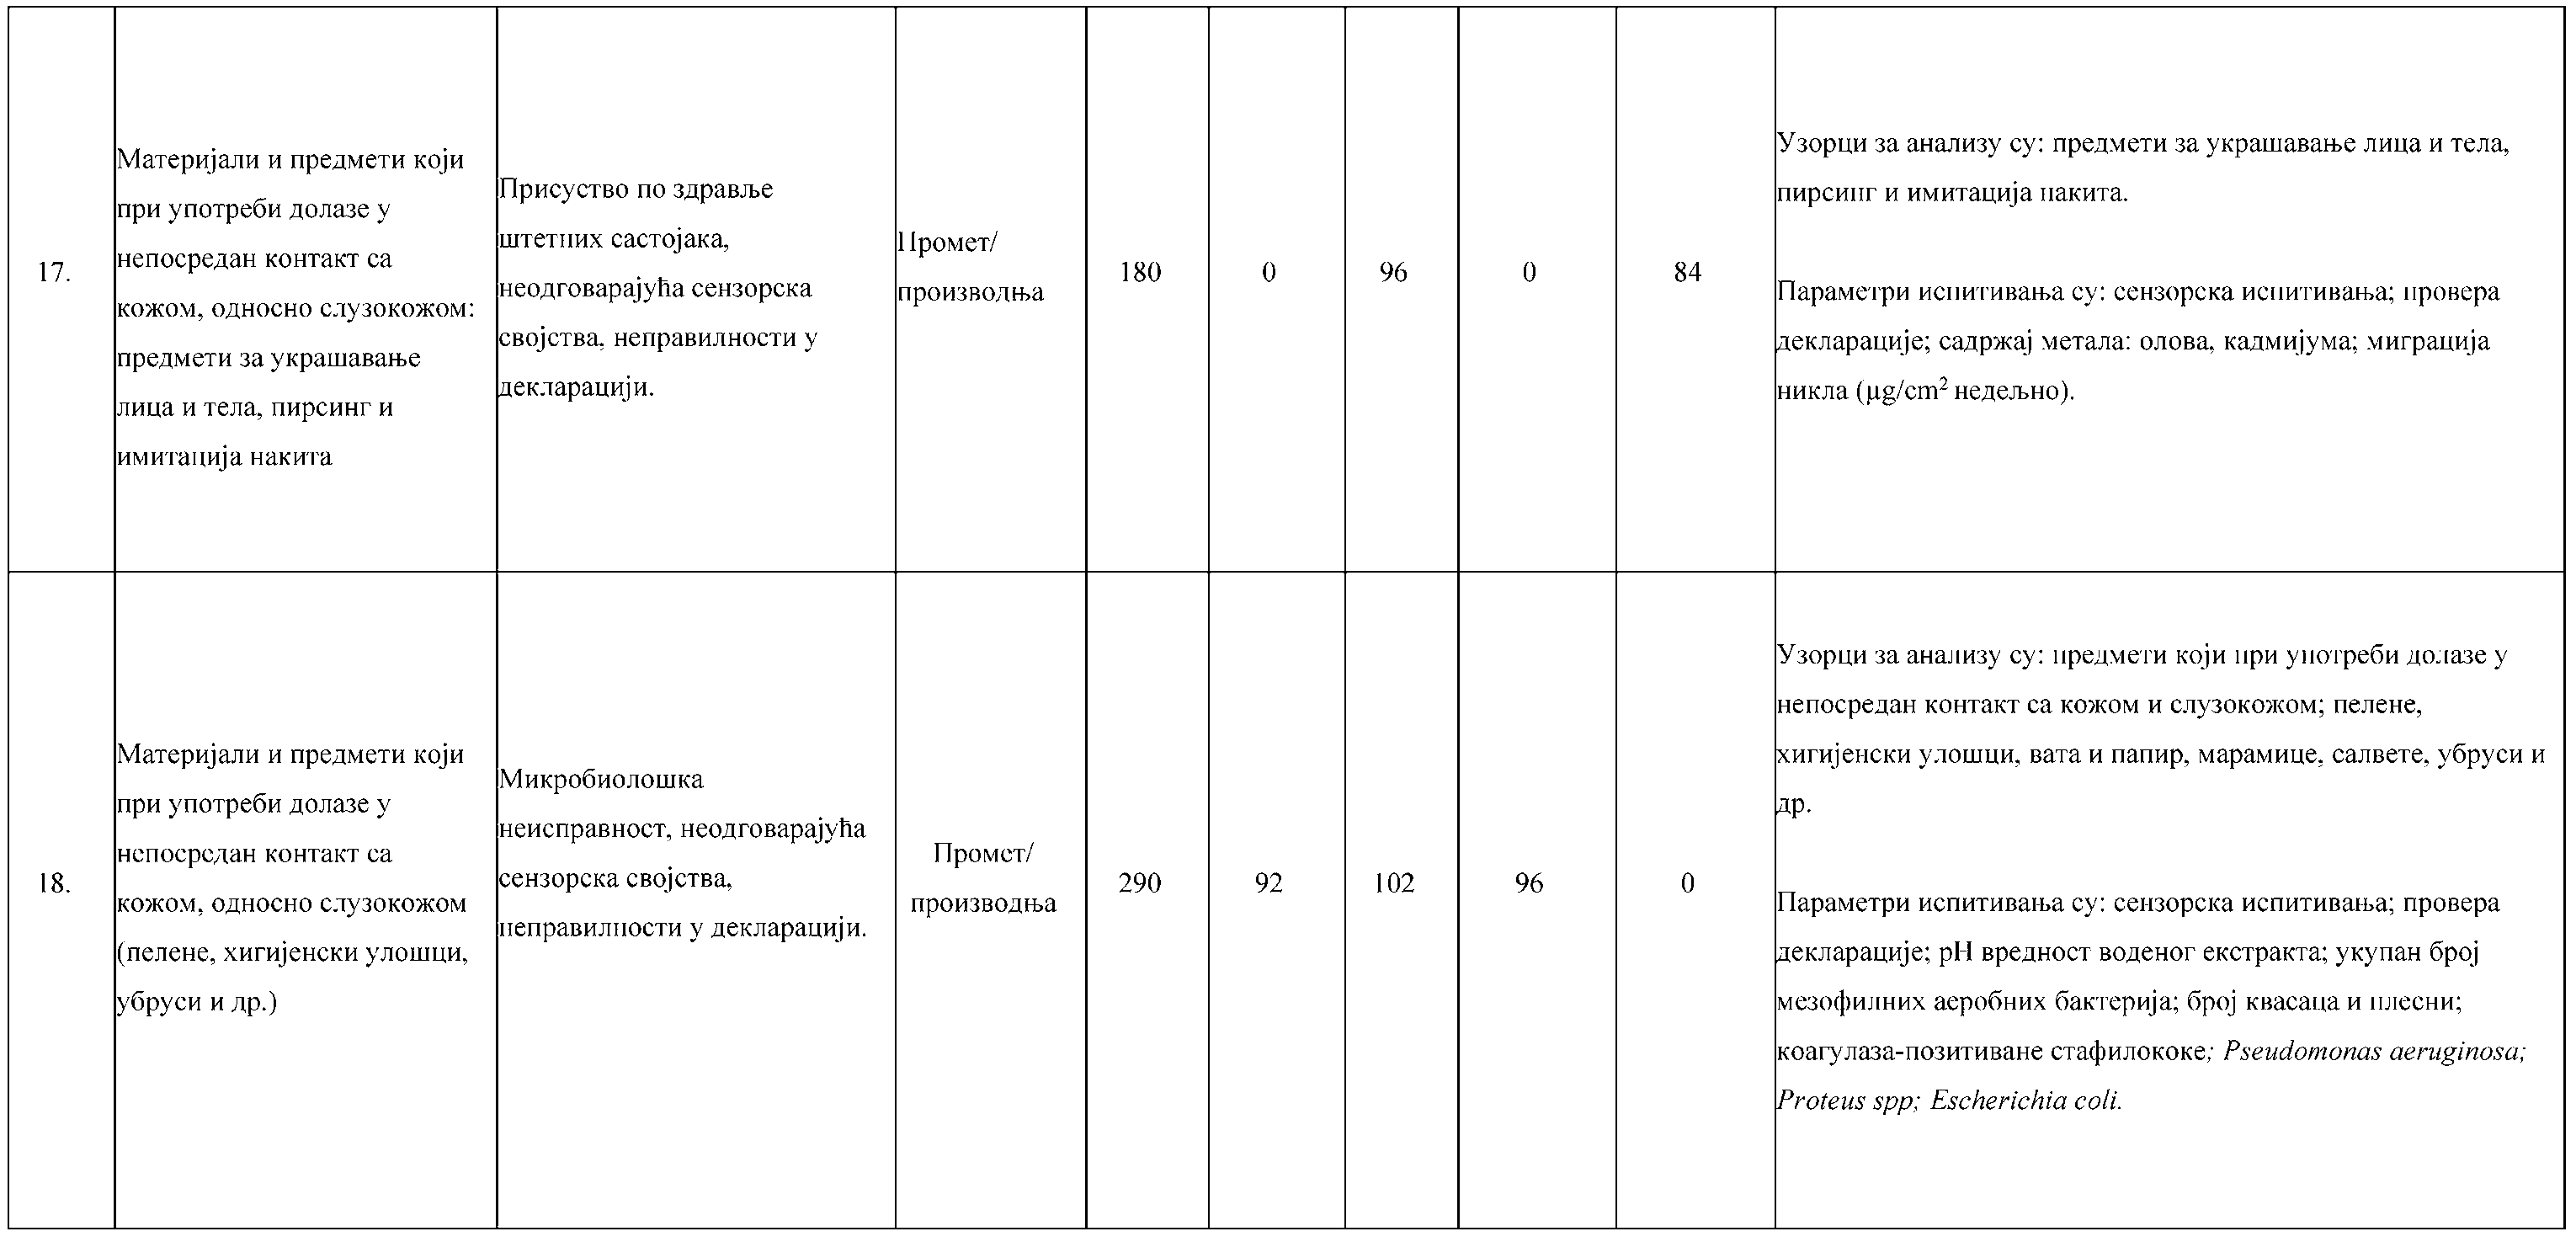 17.
Материјали и предмети који
при употреби долазе у
непосредан контакт са
кожом, односно слузокожом:
предмети за украшавање
лица и тела, пирсинг и
имитација накита
Присуство по здравље
штетних састојака,
неодговарајућа сензорска
својства, неправилности у
декларацији.
Промет/
производња
180
0
96
0
84
Узорци за анализу су: предмети за украшавање лица и тела,
пирсинг и имитација накита.
Параметри испитивања су: сензорска испитивања; провера
декларације; садржај метала: олова, кадмијума; миграција
никла (µg/cm² недељно).
18.
Материјали и предмети који
при употреби долазе у
непосредан контакт са
кожом, односно слузокожом
(пелене, хигијенски улошци,
убруси и др.)
Микробиолошка
неисправност, неодговарајућа
сензорска својства,
неправилности у декларацији.
Промет/
производња
290
92
102
96
0
Узорци за анализу су: предмети који при употреби долазе у
непосредан контакт са кожом и слузокожом; пелене,
хигијенски улошци, вата и папир, марамице, салвете, убруси и
др.
Параметри испитивања су: сензорска испитивања; провера
декларације; pH вредност воденог екстракта; укупан број
мезофилних аеробних бактерија; број квасаца и плесни;
коагулаза-позитиване стафилококе; Pseudomonas aeruginosa;
Proteus spp; Escherichia coli.